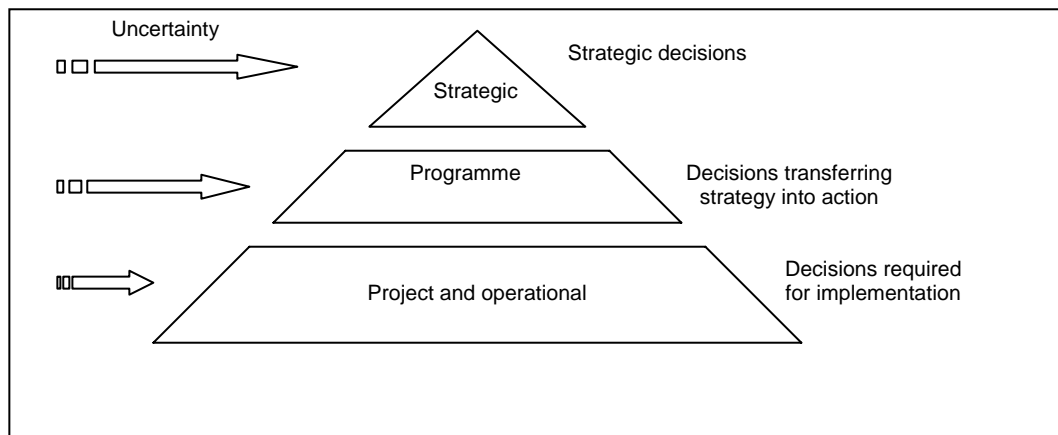 Uncertainty
Strategic decisions
Strategic
Programme
Decisions transferring
strategy into action
Project and operational
Decisions required
for implementation